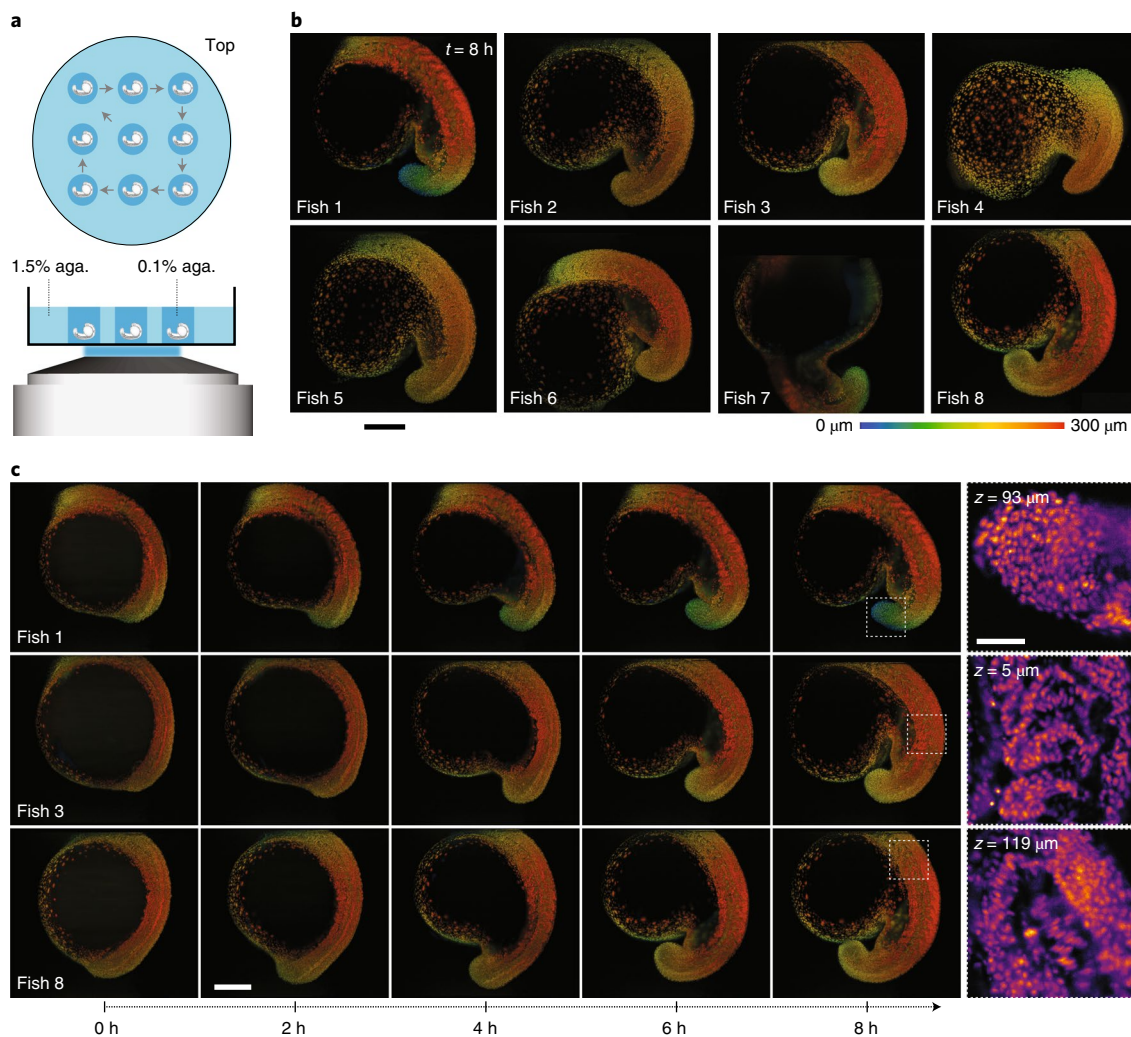 a
Top
1.5% aga.
0.1% aga.
b
t = 8 h
Fish 1
Fish 2
Fish 3
Fish 4
Fish 5
Fish 6
Fish 7
Fish 8
0 μm
300 μm
c
Fish 1
z = 93 μm
Fish 3
z = 5 μm
Fish 8
z = 119 μm
0 h
2 h
4 h
6 h
8 h